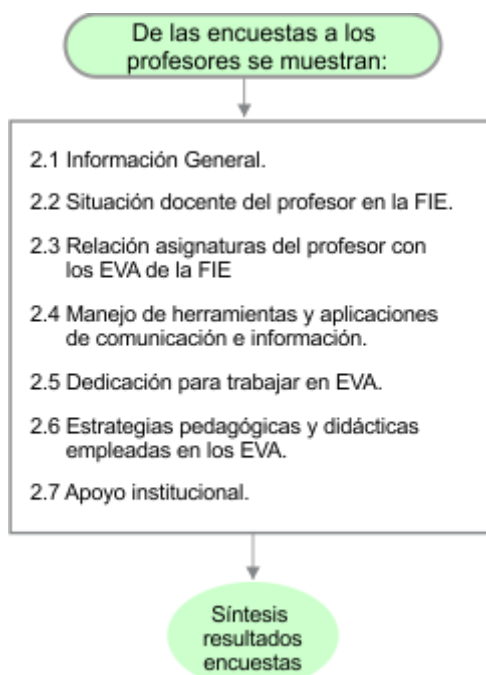 De las encuestas a los
profesores se muestran:
2.1 Información General.
2.2 Situación docente del profesor en la FIE.
2.3 Relación asignaturas del profesor con
los EVA de la FIE
2.4 Manejo de herramientas y aplicaciones
de comunicación e información.
2.5 Dedicación para trabajar en EVA.
2.6 Estrategias pedagógicas y didácticas
empleadas en los EVA.
2.7 Apoyo institucional.
Síntesis
resultados
encuestas